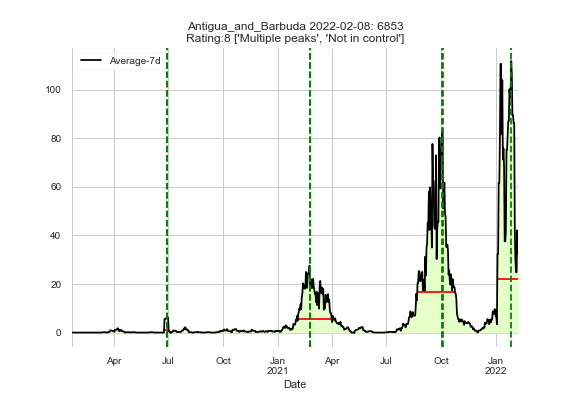 Antigua_and_Barbuda 2022-02-08: 6853
Rating:8 ['Multiple peaks', 'Not in control']
Average-7d
100
80
60
40
20
0
Apr Jul Oct Jan Apr Jul Oct Jan
2021 2022
Date